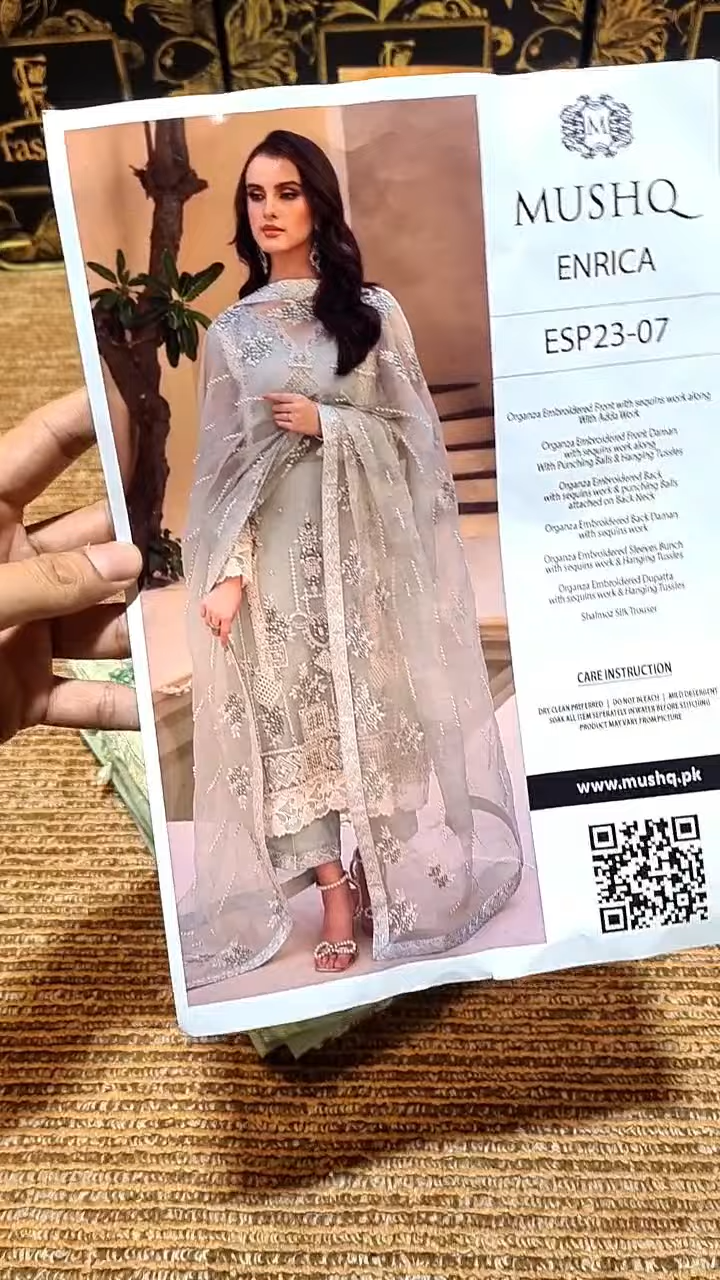 fas
M
MUSHQ
ENRICA
ESP23-07
Organza Embroidered Front with sequins work along
With Adda Work
Organza Embroidered Front Daman
with sequins work along
With Punching Balls & Hanging Tussles
Organza Embroidered Back
with sequins work & punching Balls
attached on Back Neck
Organza Embroidered Back Daman
with sequins work
Organza Embroidered Sleeves Bunch
with sequins work & Hanging Tussles
Organza Embroidered Dupatta
with sequins work & Hanging Tussles
Shalmoz Silk Trouser
CARE INSTRUCTION
DRY CLEAN PREFERRED | DO NOT BLEACH | MILD DETERGENT
SOAK ALL ITEM SEPERATELS IN WATER BEFORE STITCHING
PRODUCT MAY VARY FROM PICTURE
www.mushq.pk